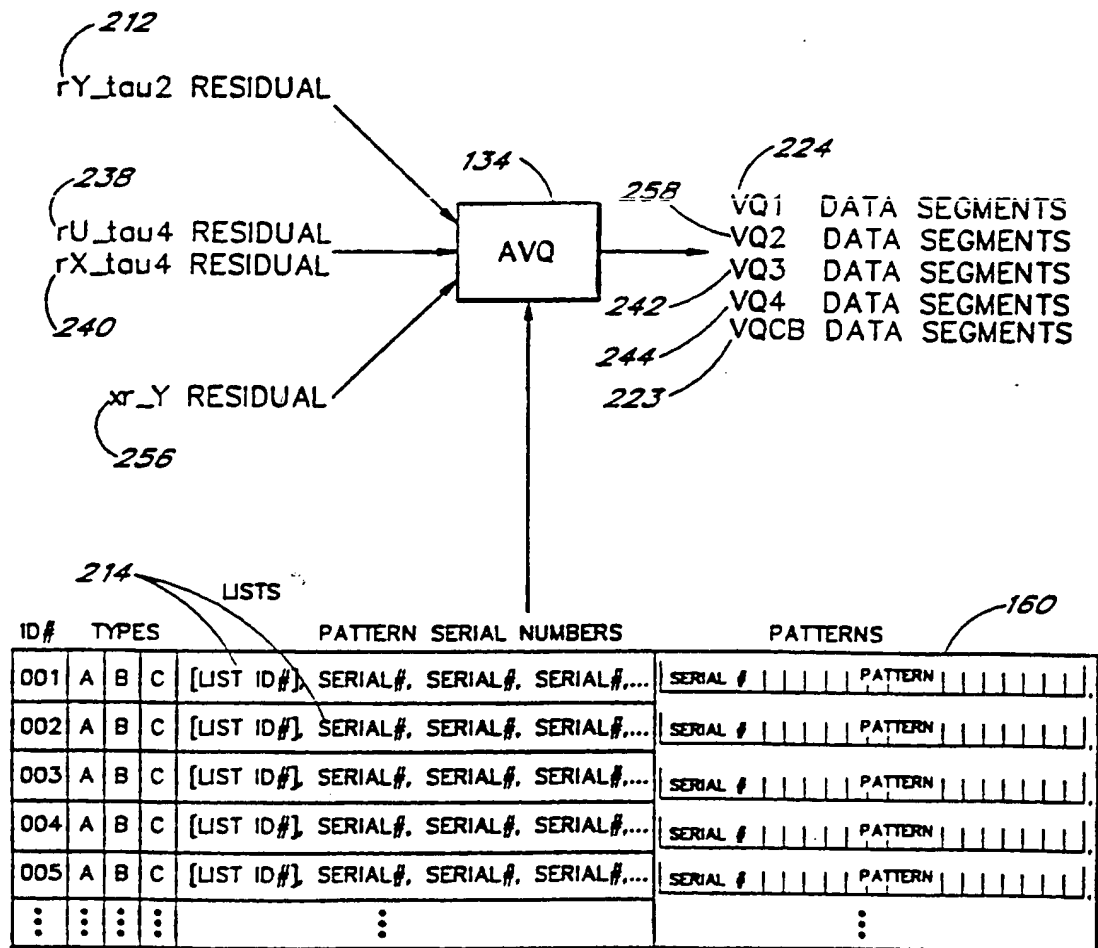 212
rY_tau2 RESIDUAL
238
rU_tau4 RESIDUAL
rX_tau4 RESIDUAL
240
xr_Y RESIDUAL
256
134
AVQ
224
258
VQ1 DATA SEGMENTS
VQ2 DATA SEGMENTS
VQ3 DATA SEGMENTS
242
VQ4 DATA SEGMENTS
244
VQCB DATA SEGMENTS
223
214
LISTS
160
ID# TYPES PATTERN SERIAL NUMBERS PATTERNS
001 A B C [LIST ID#], SERIAL#, SERIAL#, SERIAL#,... SERIAL # PATTERN
002 A B C [LIST ID#], SERIAL#, SERIAL#, SERIAL#,... SERIAL # PATTERN
003 A B C [LIST ID#], SERIAL#, SERIAL#, SERIAL#,... SERIAL # PATTERN
004 A B C [LIST ID#], SERIAL#, SERIAL#, SERIAL#,... SERIAL # PATTERN
005 A B C [LIST ID#], SERIAL#, SERIAL#, SERIAL#,... SERIAL # PATTERN